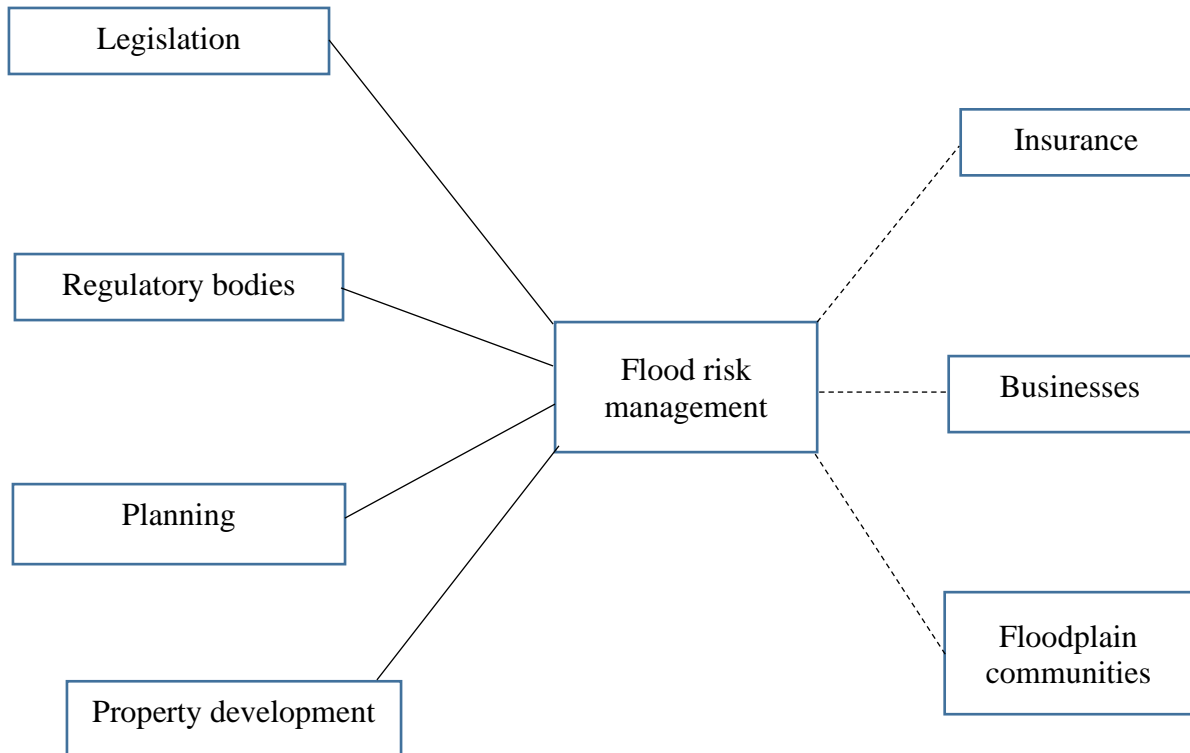 Legislation
Insurance
Regulatory bodies
Flood risk
management
Businesses
Planning
Floodplain
communities
Property development